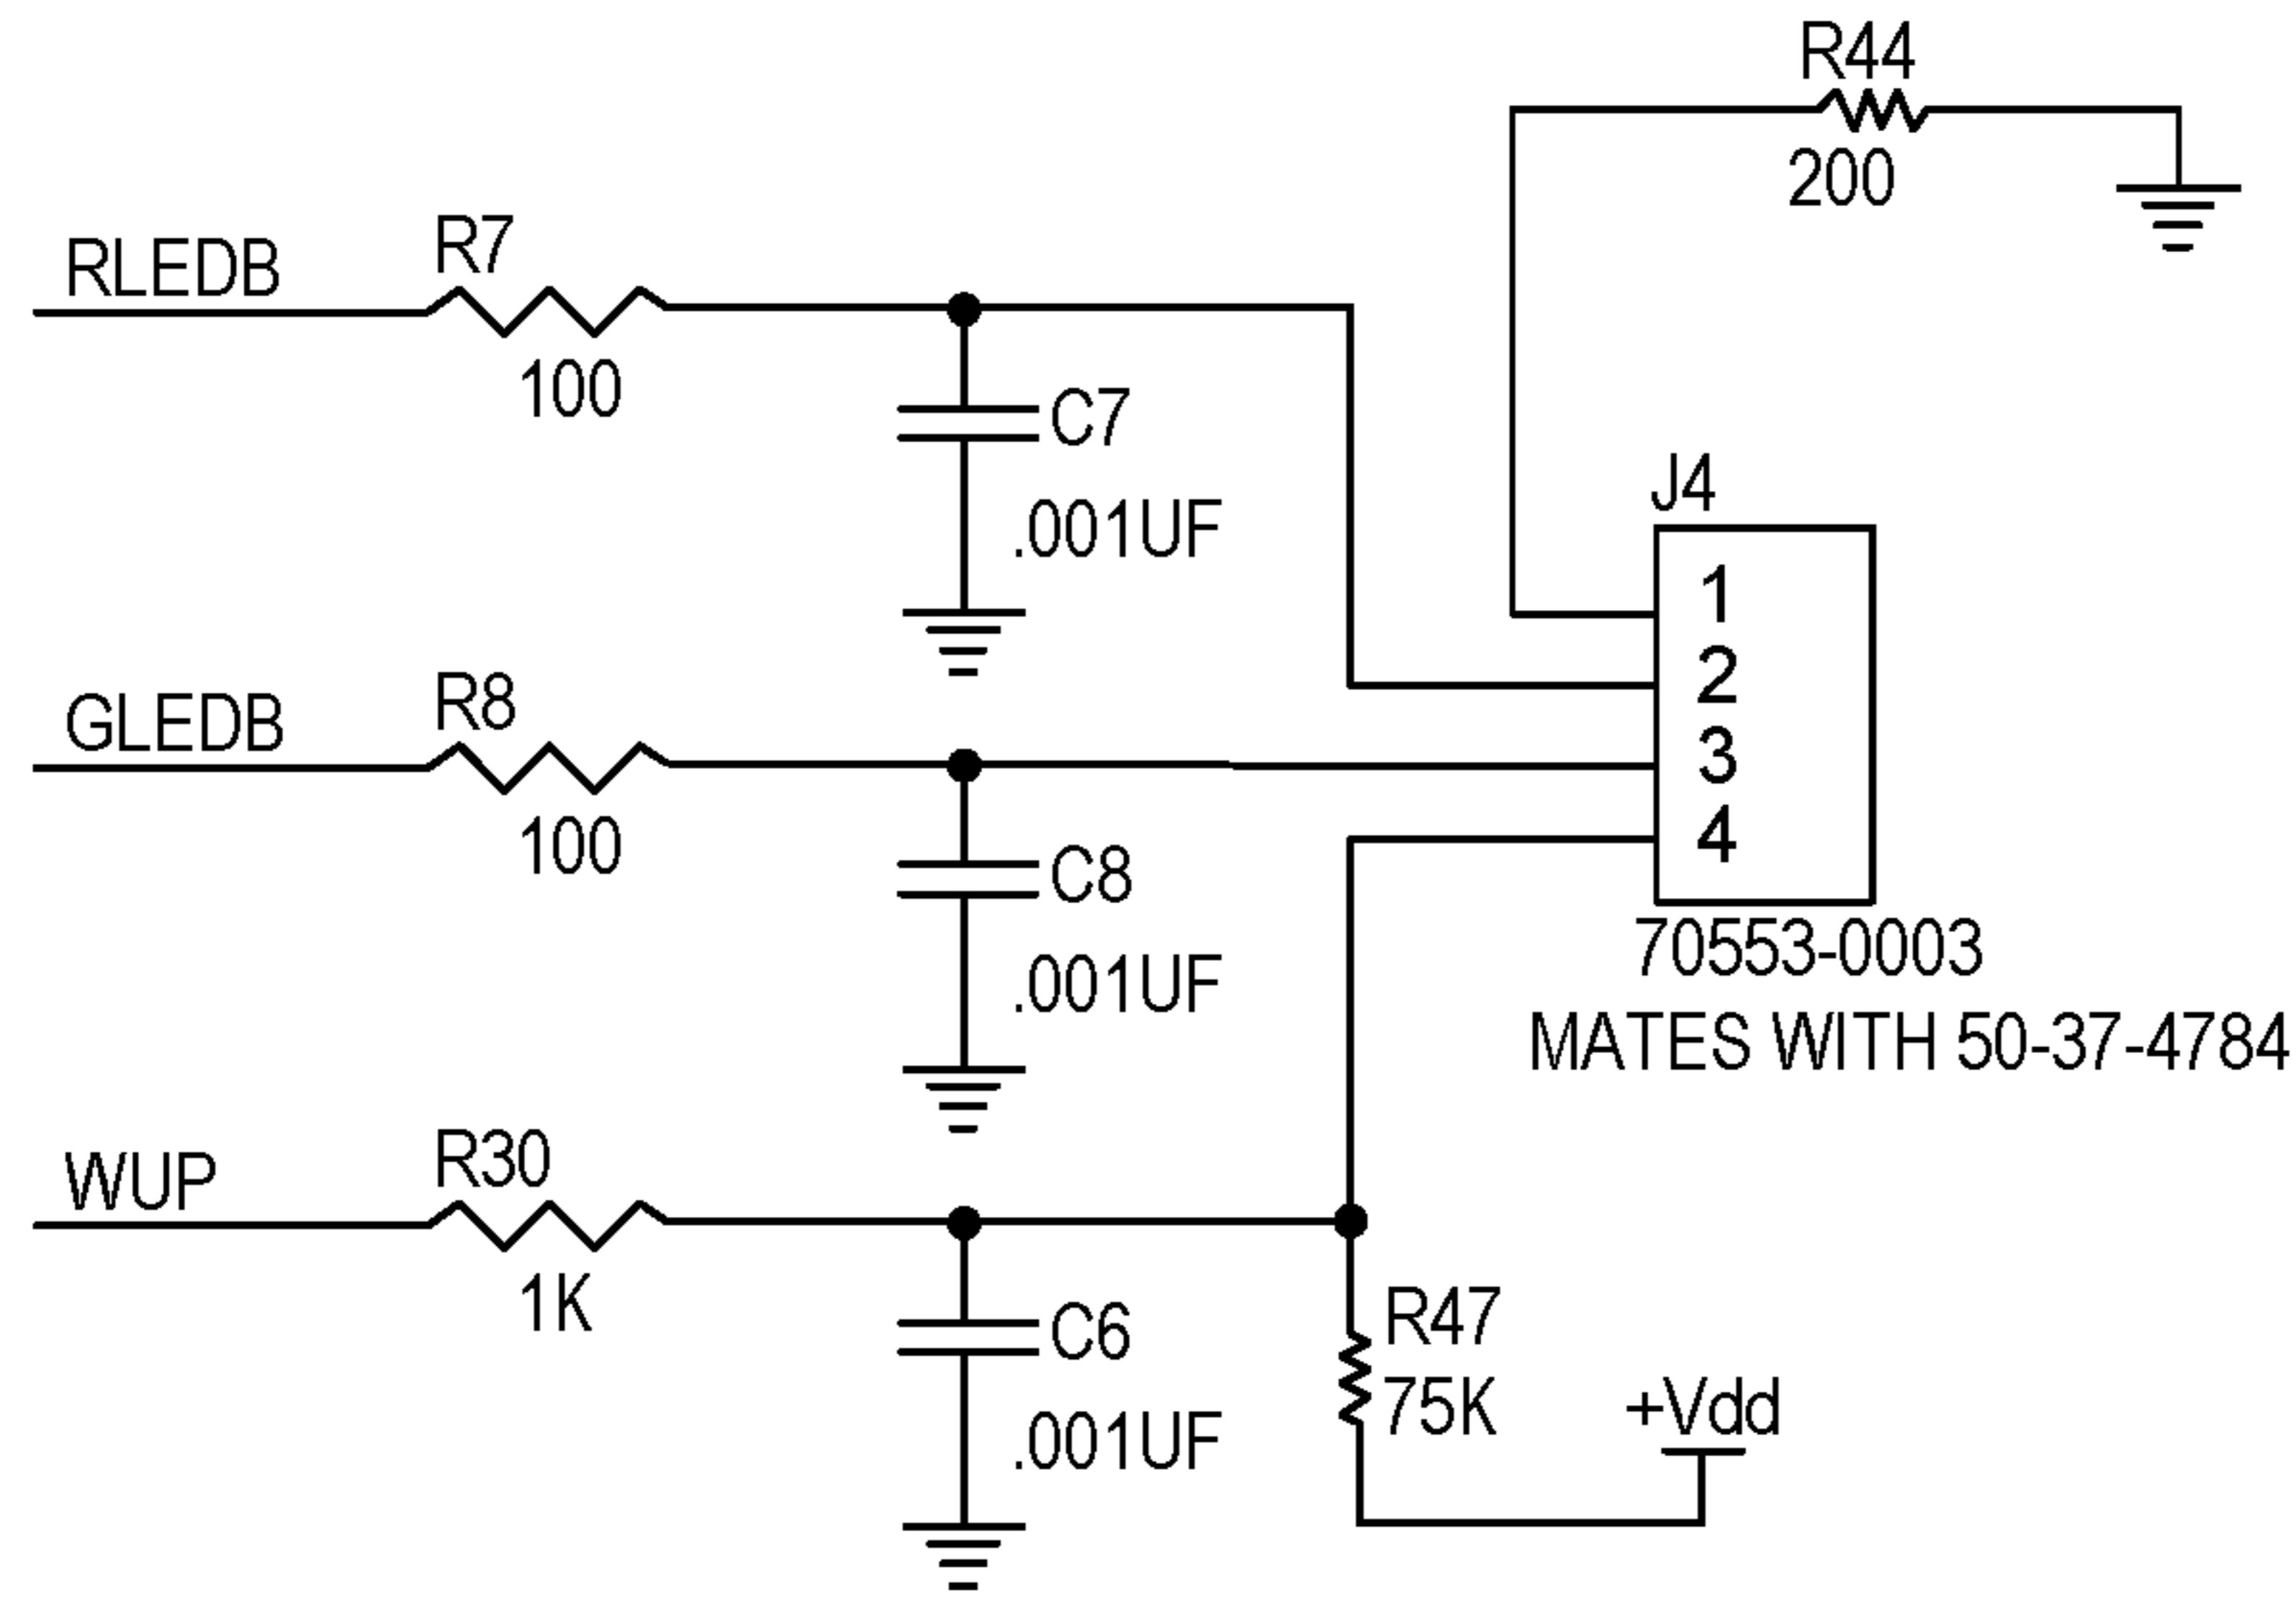 R44
200
RLEDB
R7
100
C7
.001UF
J4
1
2
3
4
70553-0003
MATES WITH 50-37-4784
GLEDB
R8
100
C8
.001UF
WUP
R30
1K
C6
.001UF
R47
75K
+Vdd